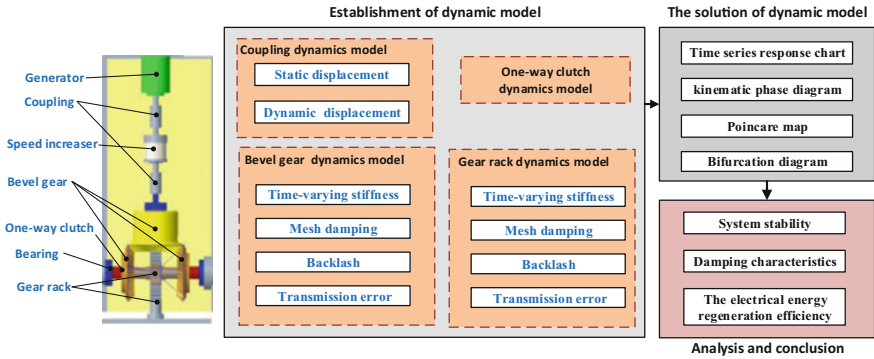 Generator
Coupling
Speed increaser
Bevel gear
One-way clutch
Bearing
Gear rack
Establishment of dynamic model
Coupling dynamics model
Static displacement
Dynamic displacement
One-way clutch
dynamics model
Bevel gear dynamics model
Time-varying stiffness
Mesh damping
Backlash
Transmission error
Gear rack dynamics model
Time-varying stiffness
Mesh damping
Backlash
Transmission error
The solution of dynamic model
Time series response chart
kinematic phase diagram
Poincare map
Bifurcation diagram
System stability
Damping characteristics
The electrical energy
regeneration efficiency
Analysis and conclusion